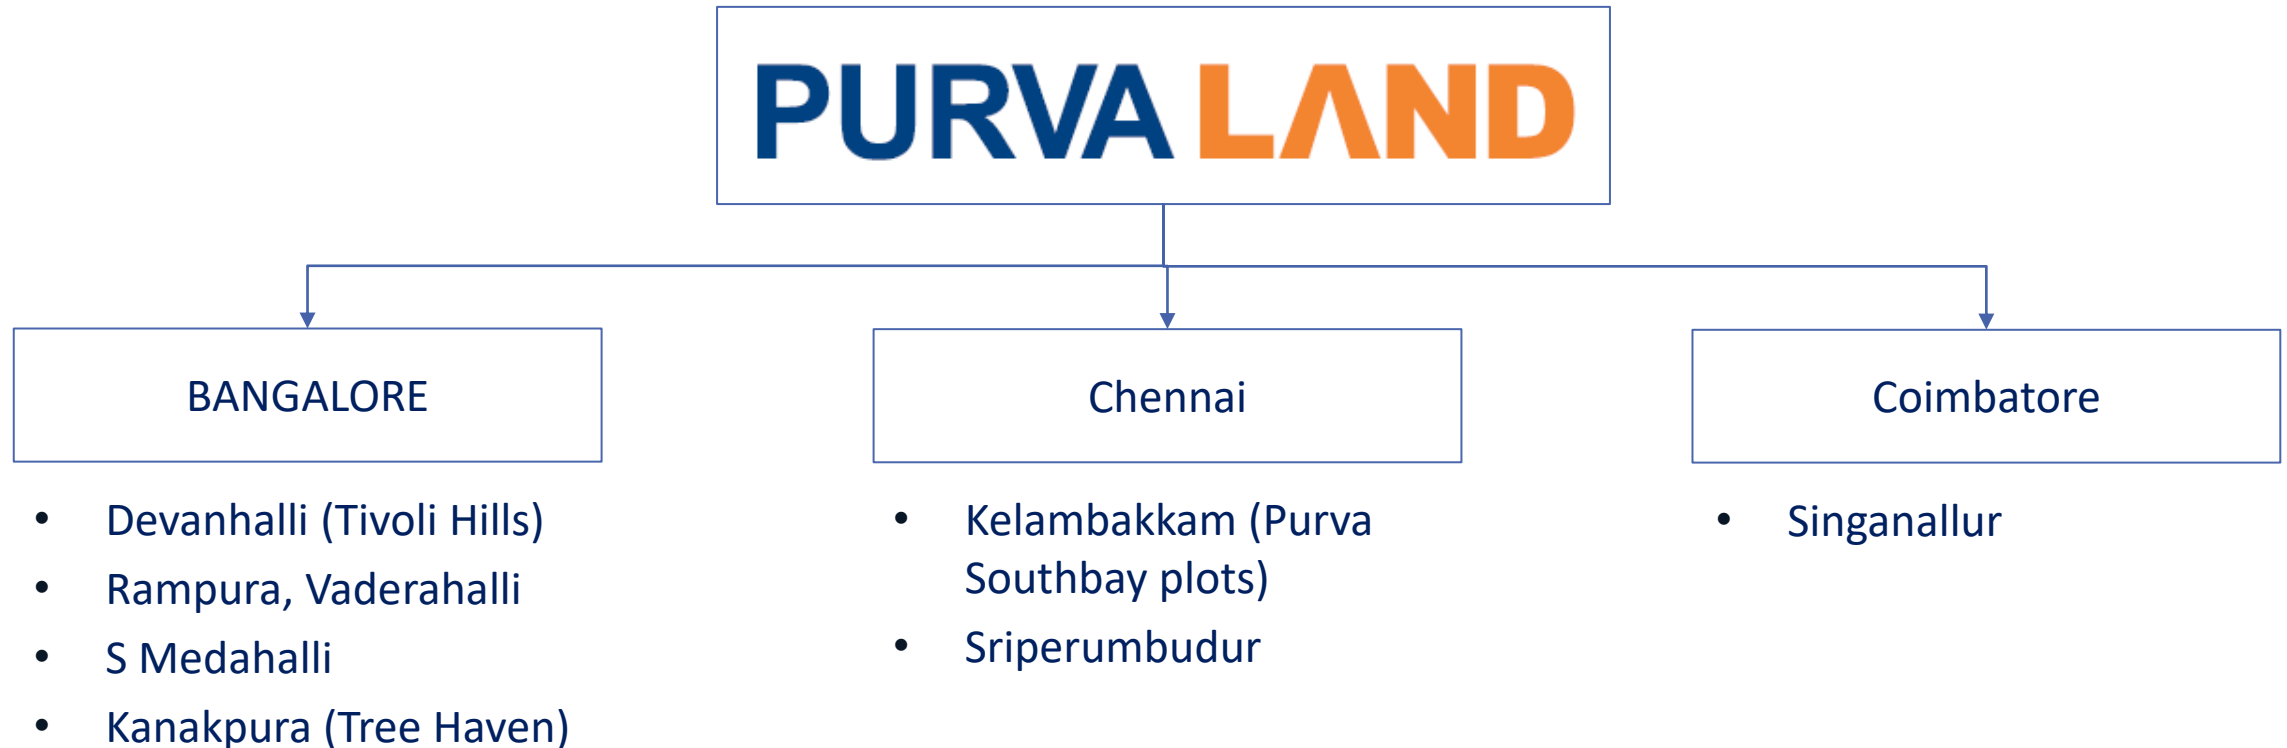 PURVA LAND
BANGALORE
• Devanhalli (Tivoli Hills)
• Rampura, Vaderahalli
• S Medahalli
• Kanakpura (Tree Haven)
Chennai
• Kelambakkam (Purva
Southbay plots)
• Sriperumbudur
Coimbatore
• Singanallur